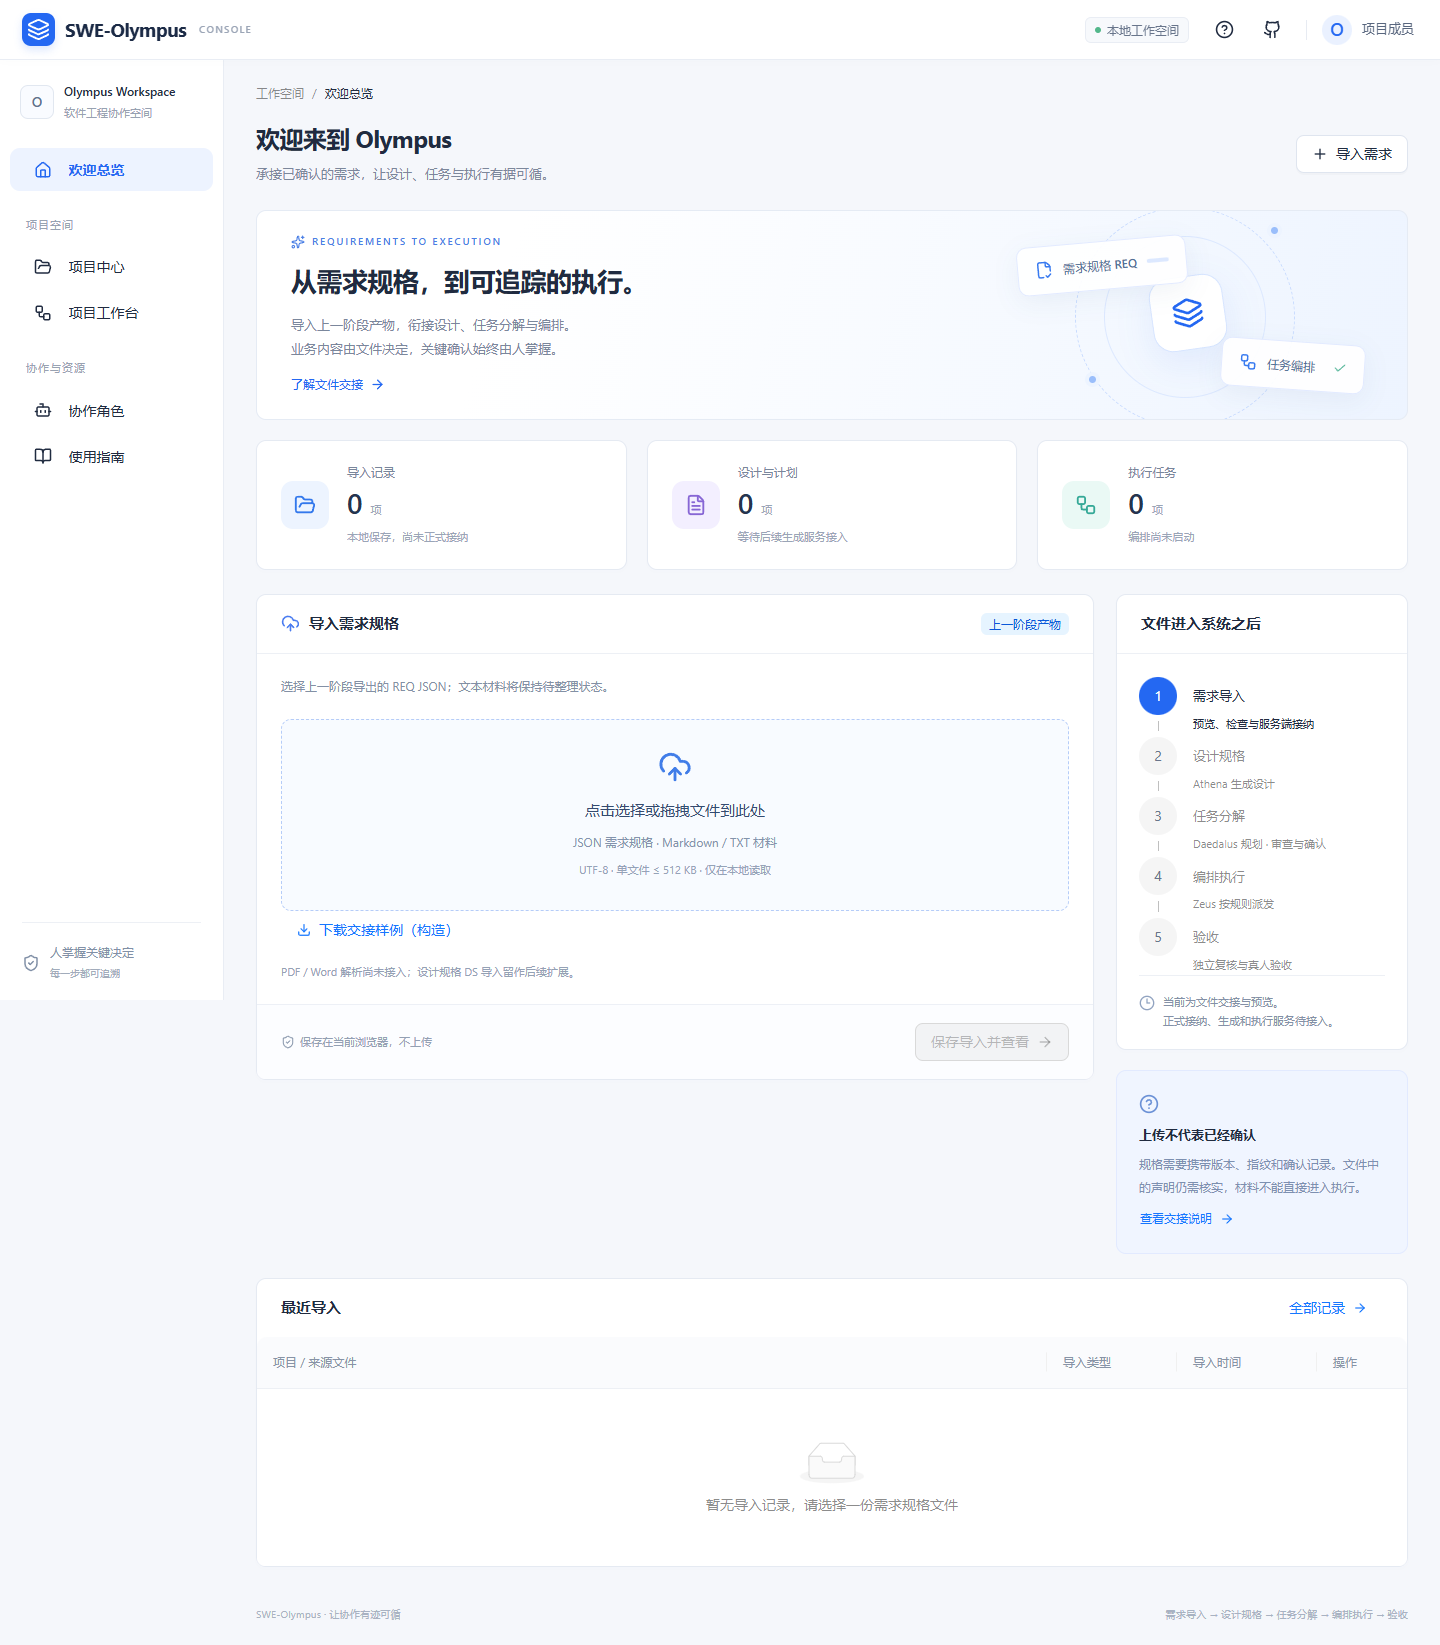 SWE-Olympus CONSOLE
本地工作空间
O 项目成员
O
Olympus Workspace
软件工程协作空间
欢迎总览
项目空间
项目中心
项目工作台
协作与资源
协作角色
使用指南
人掌握关键决定
每一步都可追溯
工作空间 / 欢迎总览
欢迎来到 Olympus
承接已确认的需求，让设计、任务与执行有据可循。
导入需求
REQUIREMENTS TO EXECUTION
从需求规格，到可追踪的执行。
导入上一阶段产物，衔接设计、任务分解与编排。
业务内容由文件决定，关键确认始终由人掌握。
了解文件交接
需求规格 REQ
任务编排
导入记录
0 项
本地保存，尚未正式接纳
设计与计划
0 项
等待后续生成服务接入
执行任务
0 项
编排尚未启动
导入需求规格
上一阶段产物
选择上一阶段导出的 REQ JSON；文本材料将保持待整理状态。
点击选择或拖拽文件到此处
JSON 需求规格 · Markdown / TXT 材料
UTF-8 · 单文件 ≤ 512 KB · 仅在本地读取
下载交接样例（构造）
PDF / Word 解析尚未接入；设计规格 DS 导入留作后续扩展。
保存在当前浏览器，不上传
保存导入并查看
文件进入系统之后
1 需求导入
预览、检查与服务端接纳
2 设计规格
Athena 生成设计
3 任务分解
Daedalus 规划 · 审查与确认
4 编排执行
Zeus 按规则派发
5 验收
独立复核与真人验收
当前为文件交接与预览。
正式接纳、生成和执行服务待接入。
上传不代表已经确认
规格需要携带版本、指纹和确认记录。文件中
的声明仍需核实，材料不能直接进入执行。
查看交接说明
最近导入
全部记录
项目 / 来源文件 导入类型 导入时间 操作
暂无导入记录，请选择一份需求规格文件
SWE-Olympus · 让协作有迹可循
需求导入 → 设计规格 → 任务分解 → 编排执行 → 验收